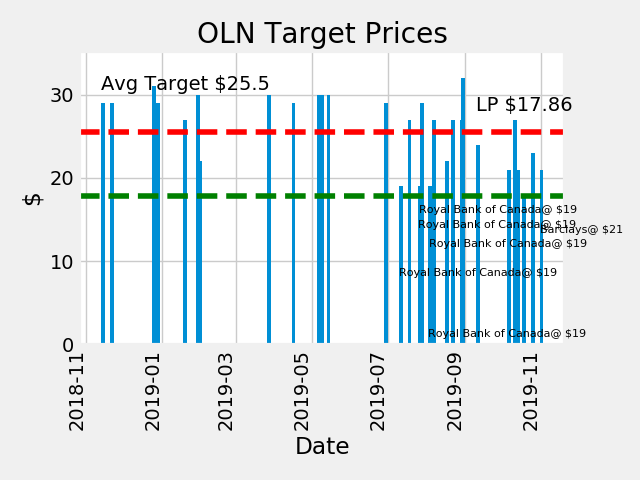 OLN Target Prices
Avg Target $25.5
LP $17.86
30
20
10
0
$
Royal Bank of Canada@ $19
Royal Bank of Canada@ $19
Barclays@ $21
Royal Bank of Canada@ $19
Royal Bank of Canada@ $19
Royal Bank of Canada@ $19
2018-11
2019-01
2019-03
2019-05
2019-07
2019-09
2019-11
Date